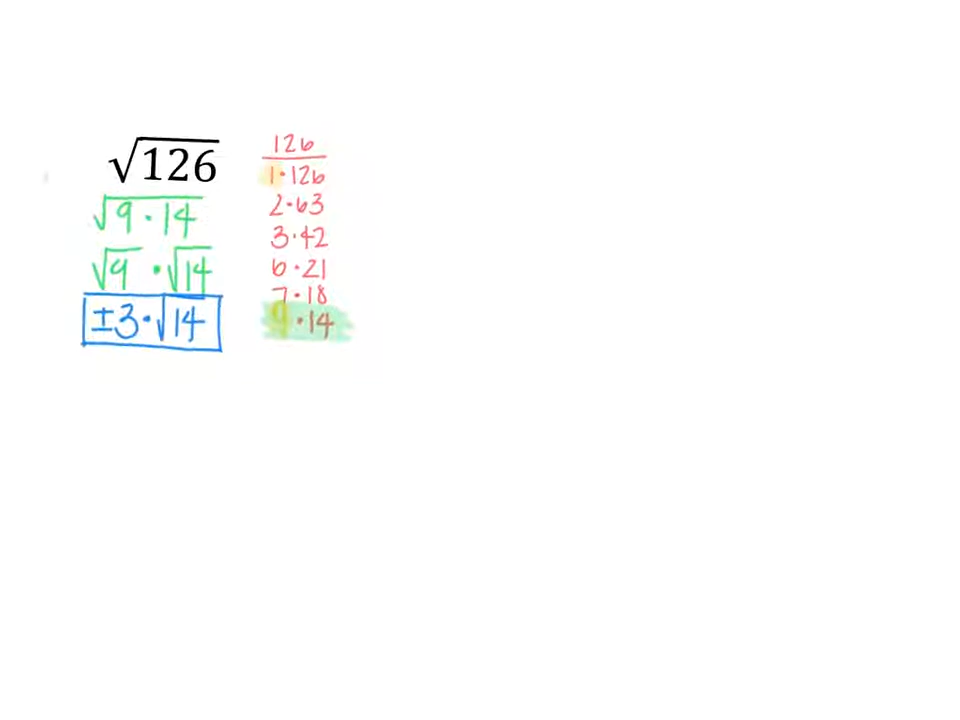 √126
√9 · 14
√9 · √14
±3 · √14
126
1 · 126
2 · 63
3 · 42
6 · 21
7 · 18
9 · 14